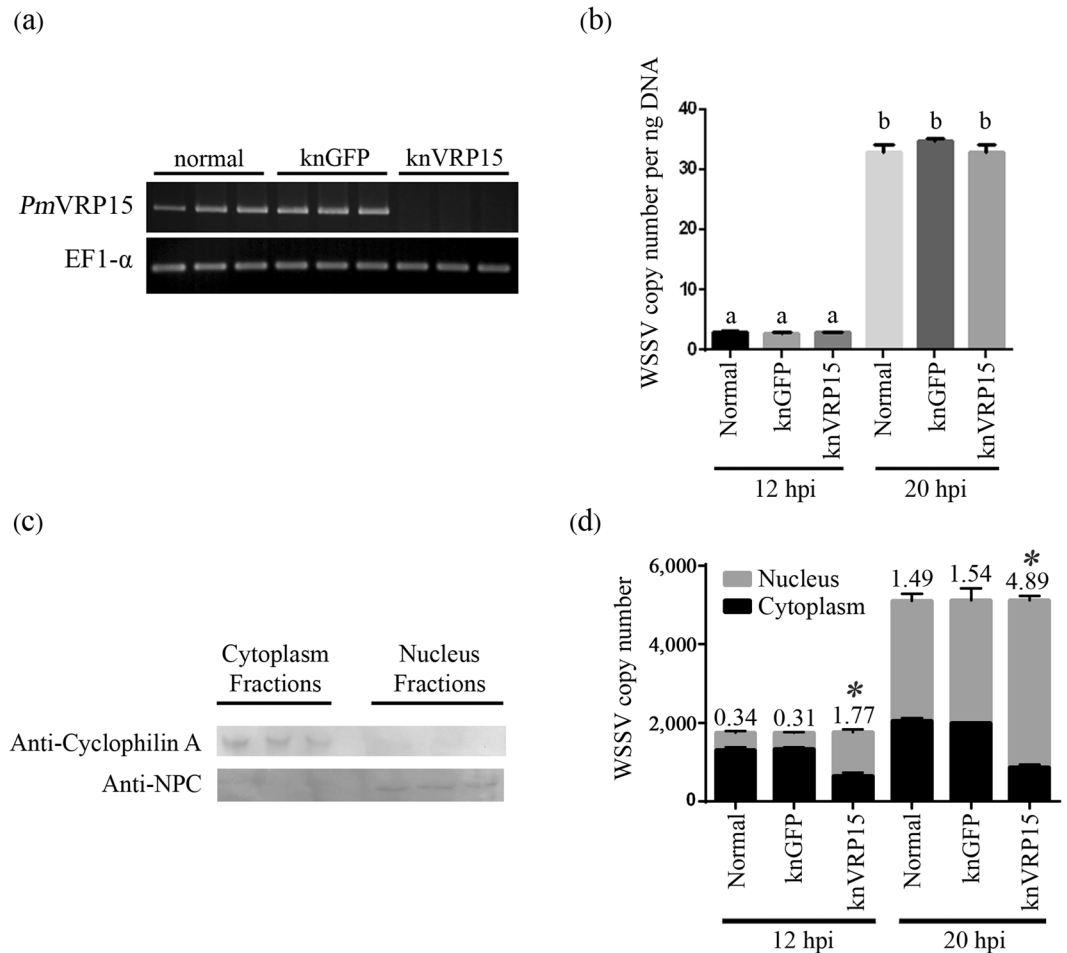 (a)
normal knGFP knVRP15
PmVRP15
EF1-α
(b)
WSSV copy number per ng DNA
40
30
20
10
0
a a a b b b
Normal
knGFP
knVRP15
Normal
knGFP
knVRP15
12 hpi 20 hpi
(c)
Cytoplasm Nucleus
Fractions Fractions
Anti-Cyclophilin A
Anti-NPC
(d)
WSSV copy number
6,000
4,000
2,000
0
Nucleus
Cytoplasm
0.34 0.31 * 1.77 1.49 1.54 * 4.89
Normal
knGFP
knVRP15
Normal
knGFP
knVRP15
12 hpi 20 hpi